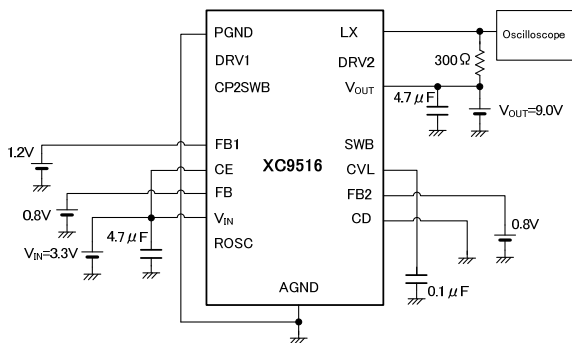 PGND
LX
Oscilloscope
DRV1
DRV2
300Ω
CP2SWB
VOUT
4.7μF
VOUT=9.0V
1.2V
FB1
SWB
XC9516
CE
CVL
FB
FB2
0.8V
VIN
CD
0.8V
4.7μF
VIN=3.3V
ROSC
AGND
0.1μF